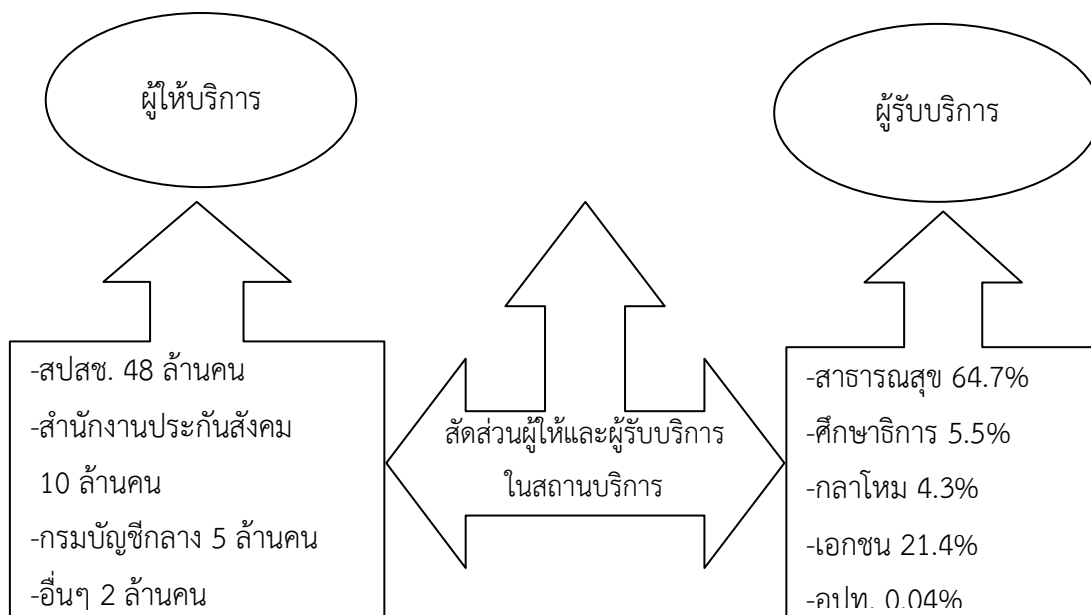 ผู้ให้บริการ
ผู้รับบริการ
-สปสช. 48 ล้านคน
-สำนักงานประกันสังคม
10 ล้านคน
-กรมบัญชีกลาง 5 ล้านคน
-อื่นๆ 2 ล้านคน
สัดส่วนผู้ให้และผู้รับบริการ
ในสถานบริการ
-สาธารณสุข 64.7%
-ศึกษาธิการ 5.5%
-กลาโหม 4.3%
-เอกชน 21.4%
-อปท. 0.04%